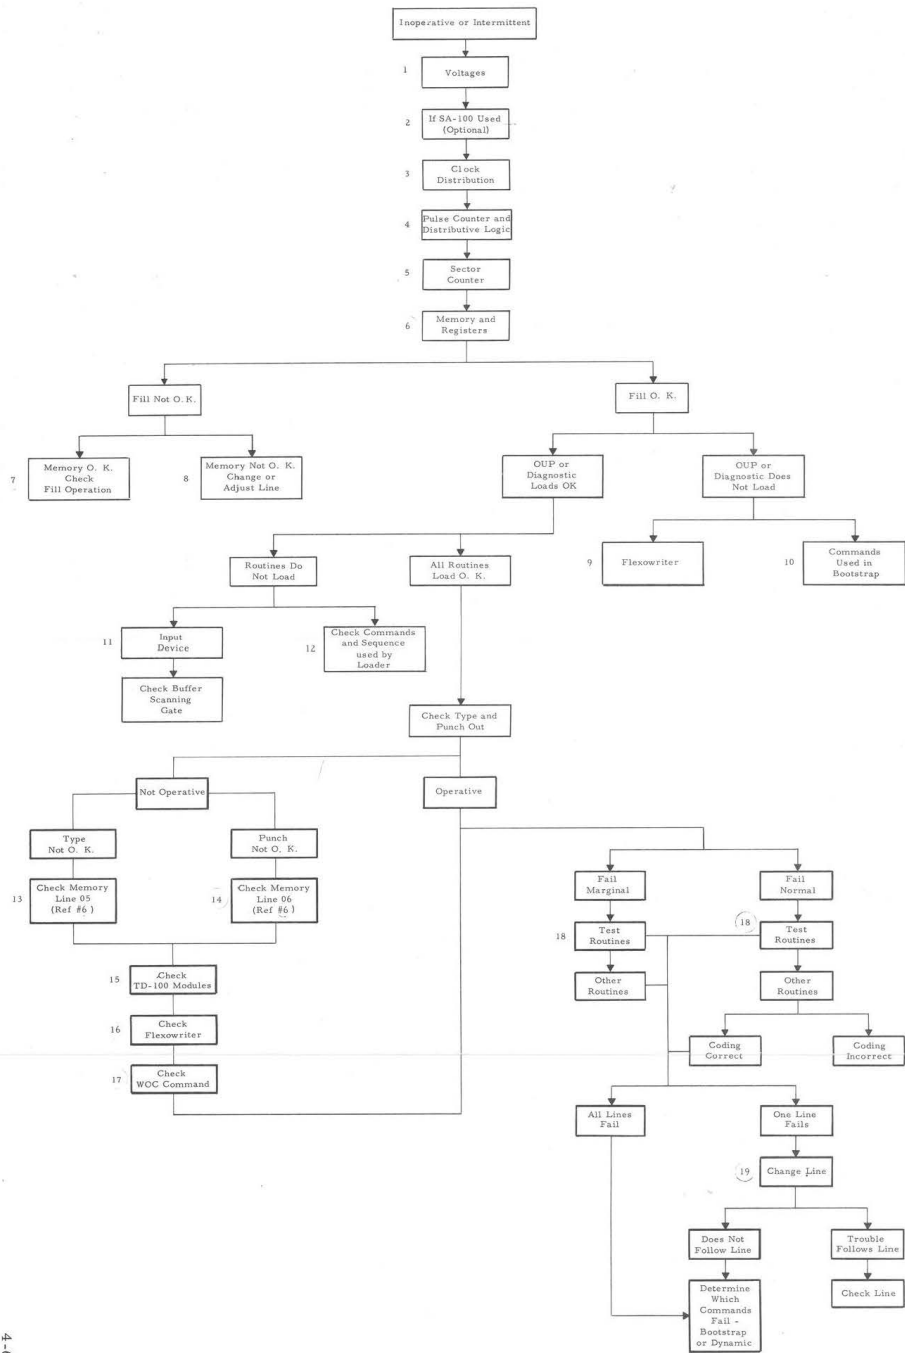 Inoperative or Intermittent
1
Voltages
2
If SA-100 Used
(Optional)
3
Clock
Distribution
4
Pulse Counter and
Distributive Logic
5
Sector
Counter
6
Memory and
Registers
Fill Not O. K.
Fill O. K.
7
Memory O. K.
Check
Fill Operation
8
Memory Not O. K.
Change or
Adjust Line
OUP or
Diagnostic
Loads OK
OUP or
Diagnostic Does
Not Load
Routines Do
Not Load
All Routines
Load O. K.
9
Flexowriter
10
Commands
Used in
Bootstrap
11
Input
Device
12
Check Commands
and Sequence
used by
Loader
Check Buffer
Scanning
Gate
Check Type and
Punch Out
Not Operative
Operative
Type
Not O. K.
Punch
Not O. K.
13
Check Memory
Line 05
(Ref #6)
14
Check Memory
Line 06
(Ref #6)
Fail
Marginal
Fail
Normal
18
Test
Routines
18
Test
Routines
15
Check
TD-100 Modules
Other
Routines
Other
Routines
16
Check
Flexowriter
Coding
Correct
Coding
Incorrect
17
Check
WOC Command
All Lines
Fail
One Line
Fails
19
Change Line
Does Not
Follow Line
Trouble
Follows Line
Determine
Which
Commands
Fail -
Bootstrap
or Dynamic
Check Line